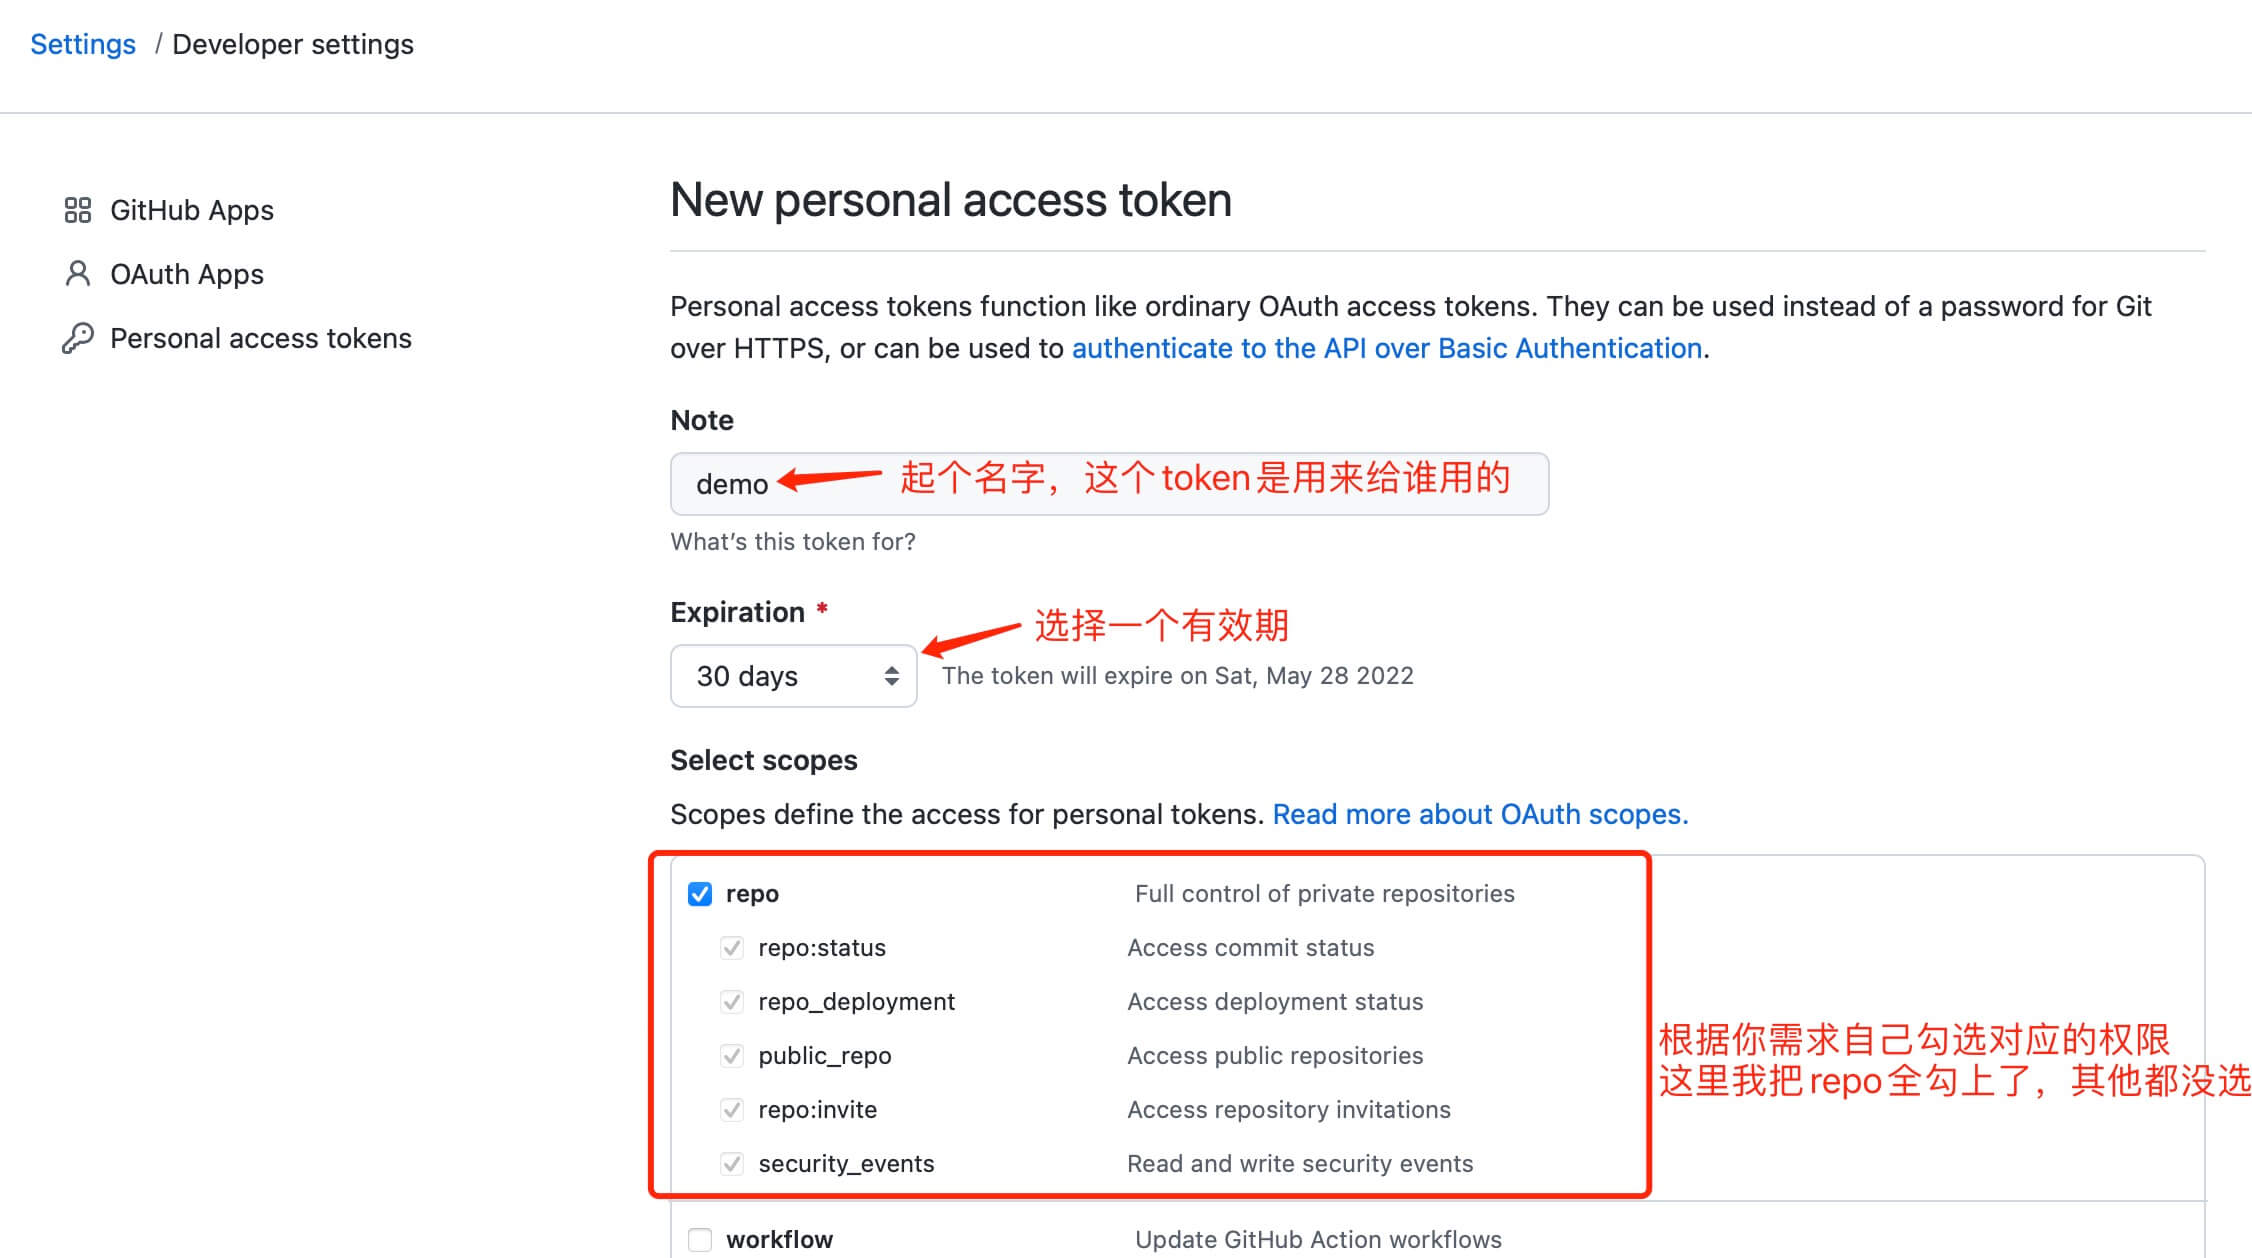 Settings / Developer settings
GitHub Apps
OAuth Apps
Personal access tokens
New personal access token
Personal access tokens function like ordinary OAuth access tokens. They can be used instead of a password for Git
over HTTPS, or can be used to authenticate to the API over Basic Authentication.
Note
demo 起个名字，这个token是用来给谁用的
What's this token for?
Expiration *
选择一个有效期
30 days The token will expire on Sat, May 28 2022
Select scopes
Scopes define the access for personal tokens. Read more about OAuth scopes.
repo Full control of private repositories
repo:status Access commit status
repo_deployment Access deployment status
public_repo Access public repositories
repo:invite Access repository invitations
security_events Read and write security events
根据你需求自己勾选对应的权限
这里我把repo全勾上了，其他都没选
workflow Update GitHub Action workflows